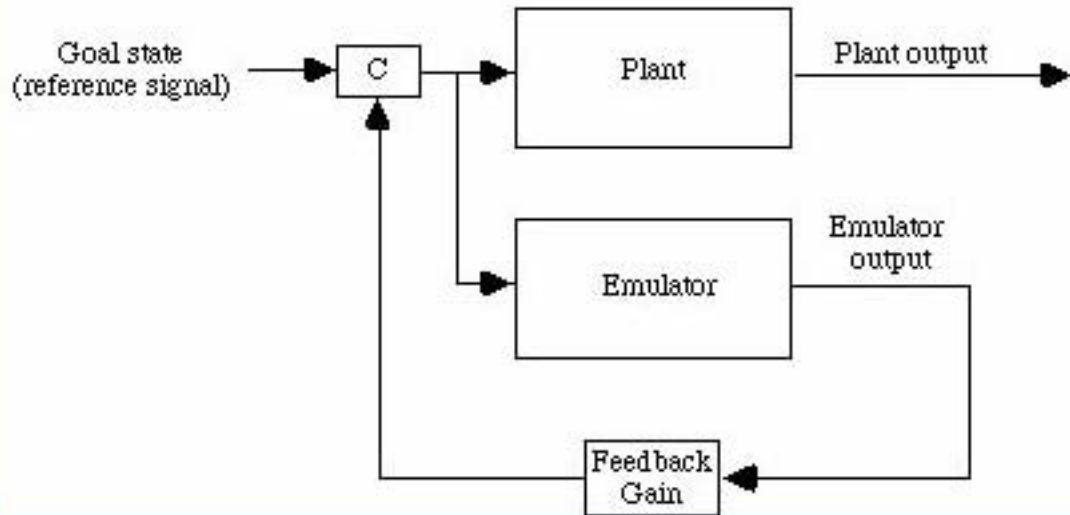 Goal state
(reference signal)
C
Plant
Plant output
Emulator
Emulator
output
Feedback
Gain